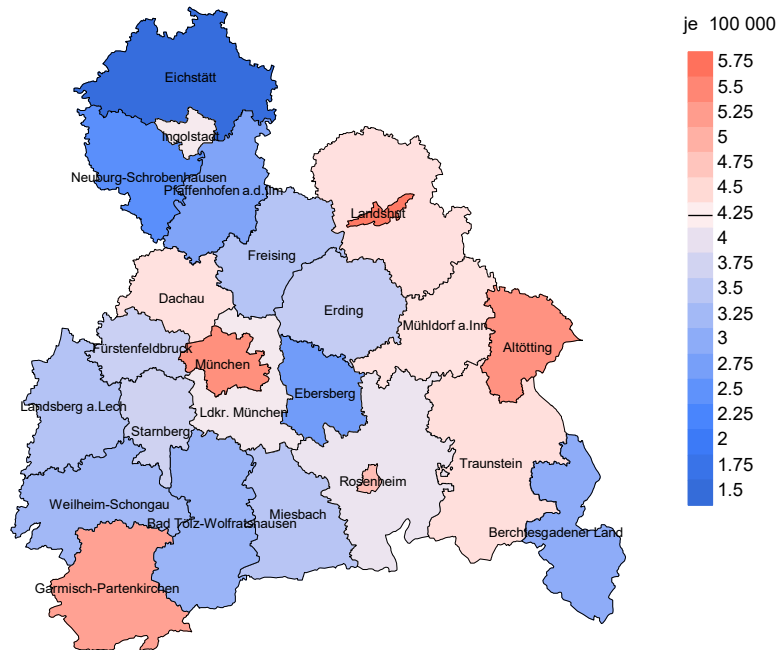 je 100 000
5.75
5.5
5.25
5
4.75
4.5
4.25
4
3.75
3.5
3.25
3
2.75
2.5
2.25
2
1.75
1.5
Eichstätt
Ingolstadt
Neuburg-Schrobenhausen
Pfaffenhofen a.d.Ilm
Landshut
Freising
Dachau
Erding
Mühldorf a.Inn
Altötting
Fürstenfeldbruck
München
Ebersberg
Landsberg a.Lech
Ldkr. München
Starnberg
Traunstein
Rosenheim
Weilheim-Schongau
Miesbach
Bad Tölz-Wolfratshausen
Berchtesgadener Land
Garmisch-Partenkirchen